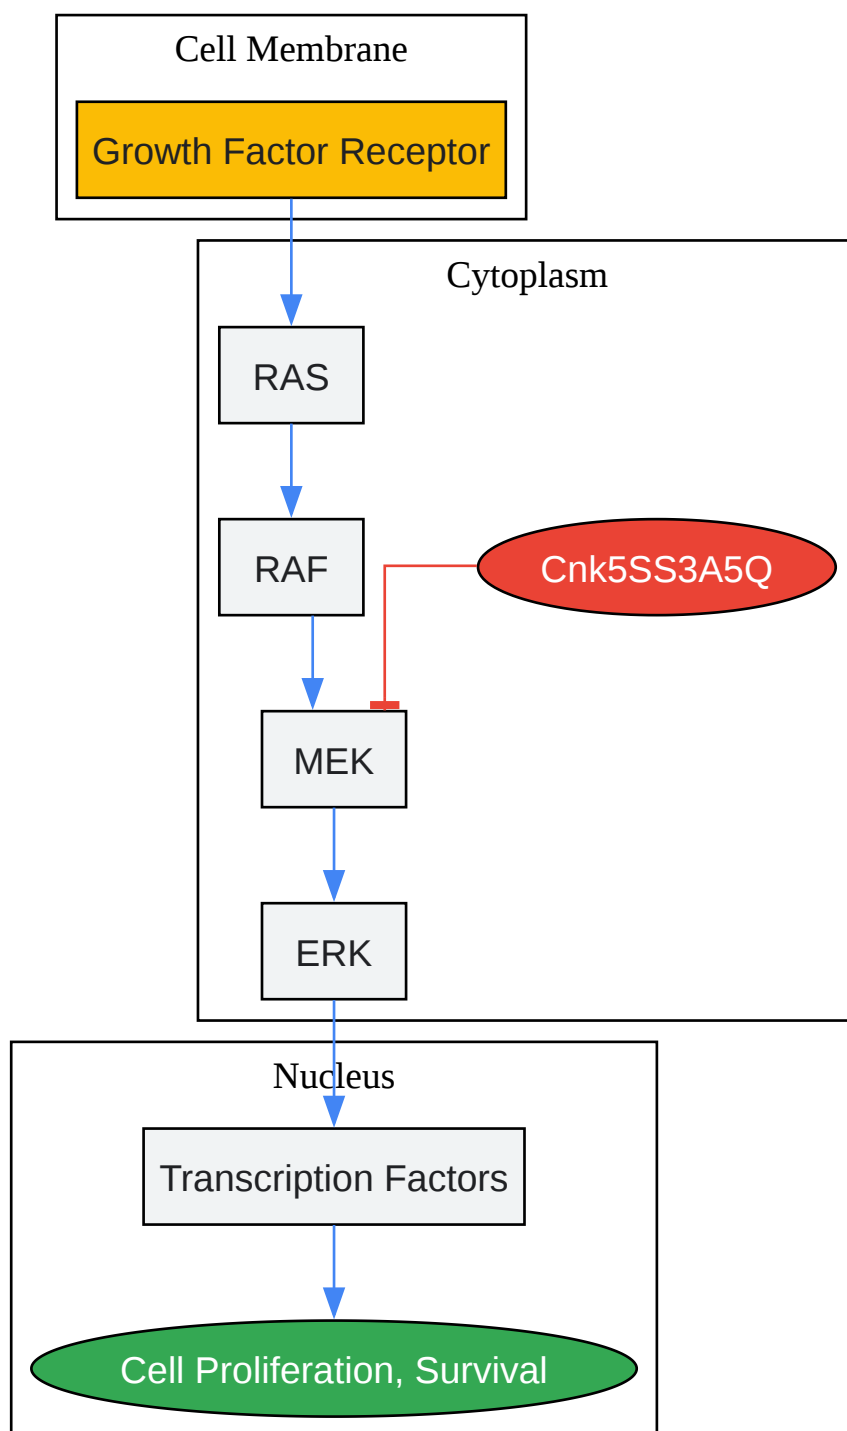 Cell Membrane
Growth Factor Receptor
Cytoplasm
RAS
RAF
Cnk5SS3A5Q
MEK
ERK
Nucleus
Transcription Factors
Cell Proliferation, Survival